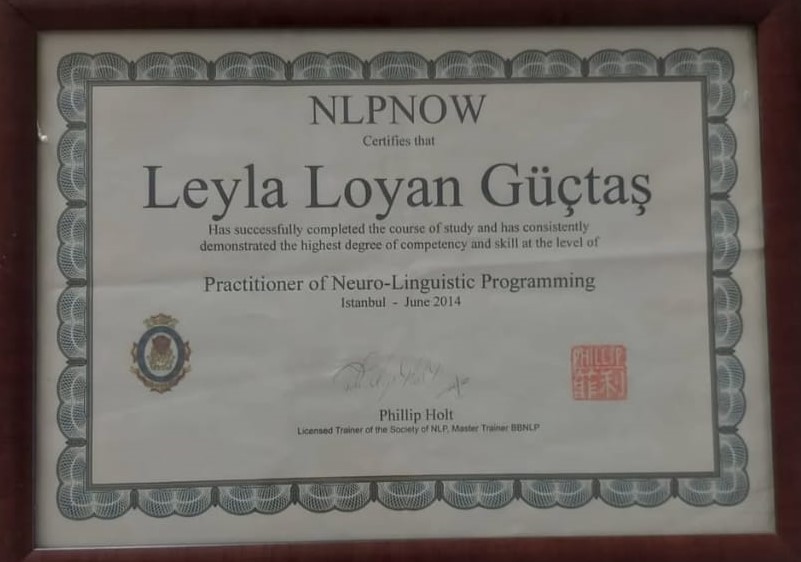 NLPNOW
Certifies that
Leyla Loyan Güçtaş
Has successfully completed the course of study and has consistently
demonstrated the highest degree of competency and skill at the level of
Practitioner of Neuro-Linguistic Programming
Istanbul - June 2014
PHILLIP
菲利
Phillip Holt
Licensed Trainer of the Society of NLP, Master Trainer BBNLP